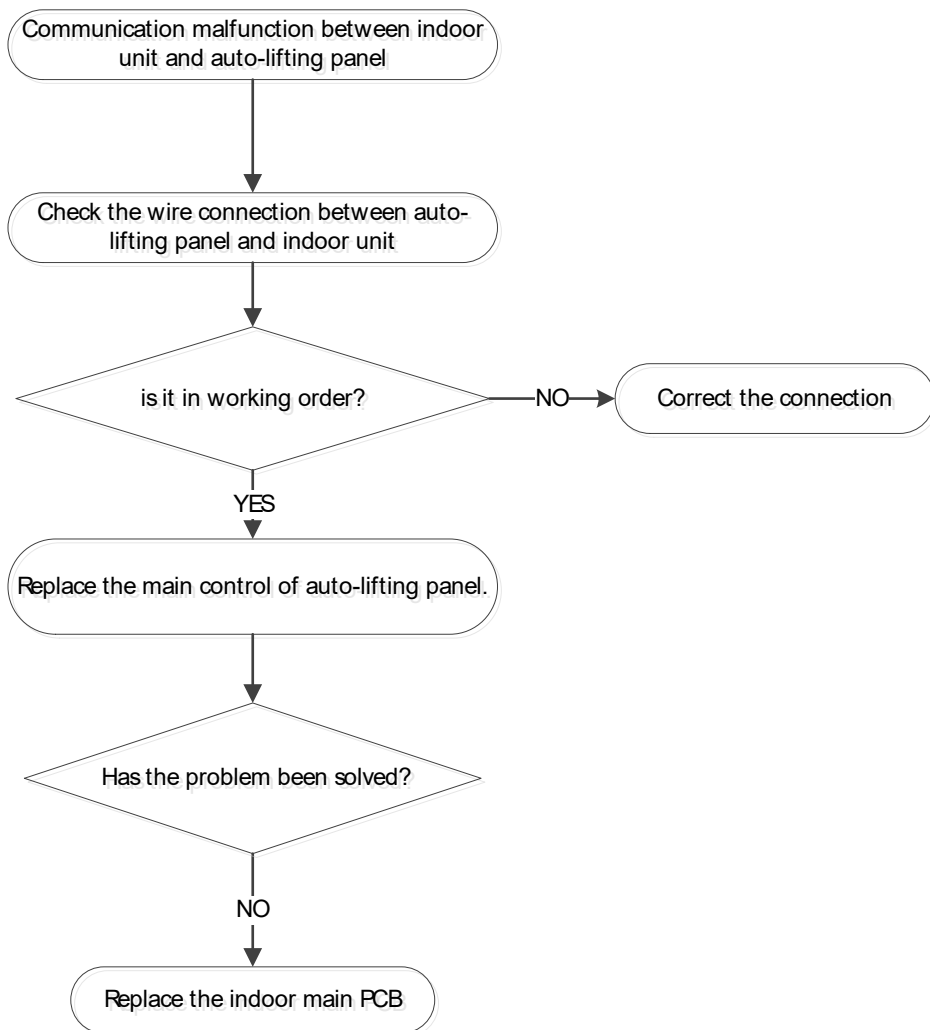 Communication malfunction between indoor
unit and auto-lifting panel
Check the wire connection between auto-
lifting panel and indoor unit
is it in working order?
NO
Correct the connection
YES
Replace the main control of auto-lifting panel.
Has the problem been solved?
NO
Replace the indoor main PCB